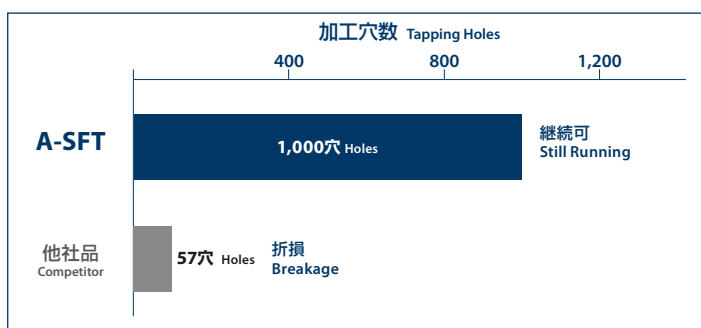 加工穴数 Tapping Holes
400 800 1,200
A-SFT
1,000穴 Holes
継続可
Still Running
他社品
Competitor
57穴 Holes
折損
Breakage